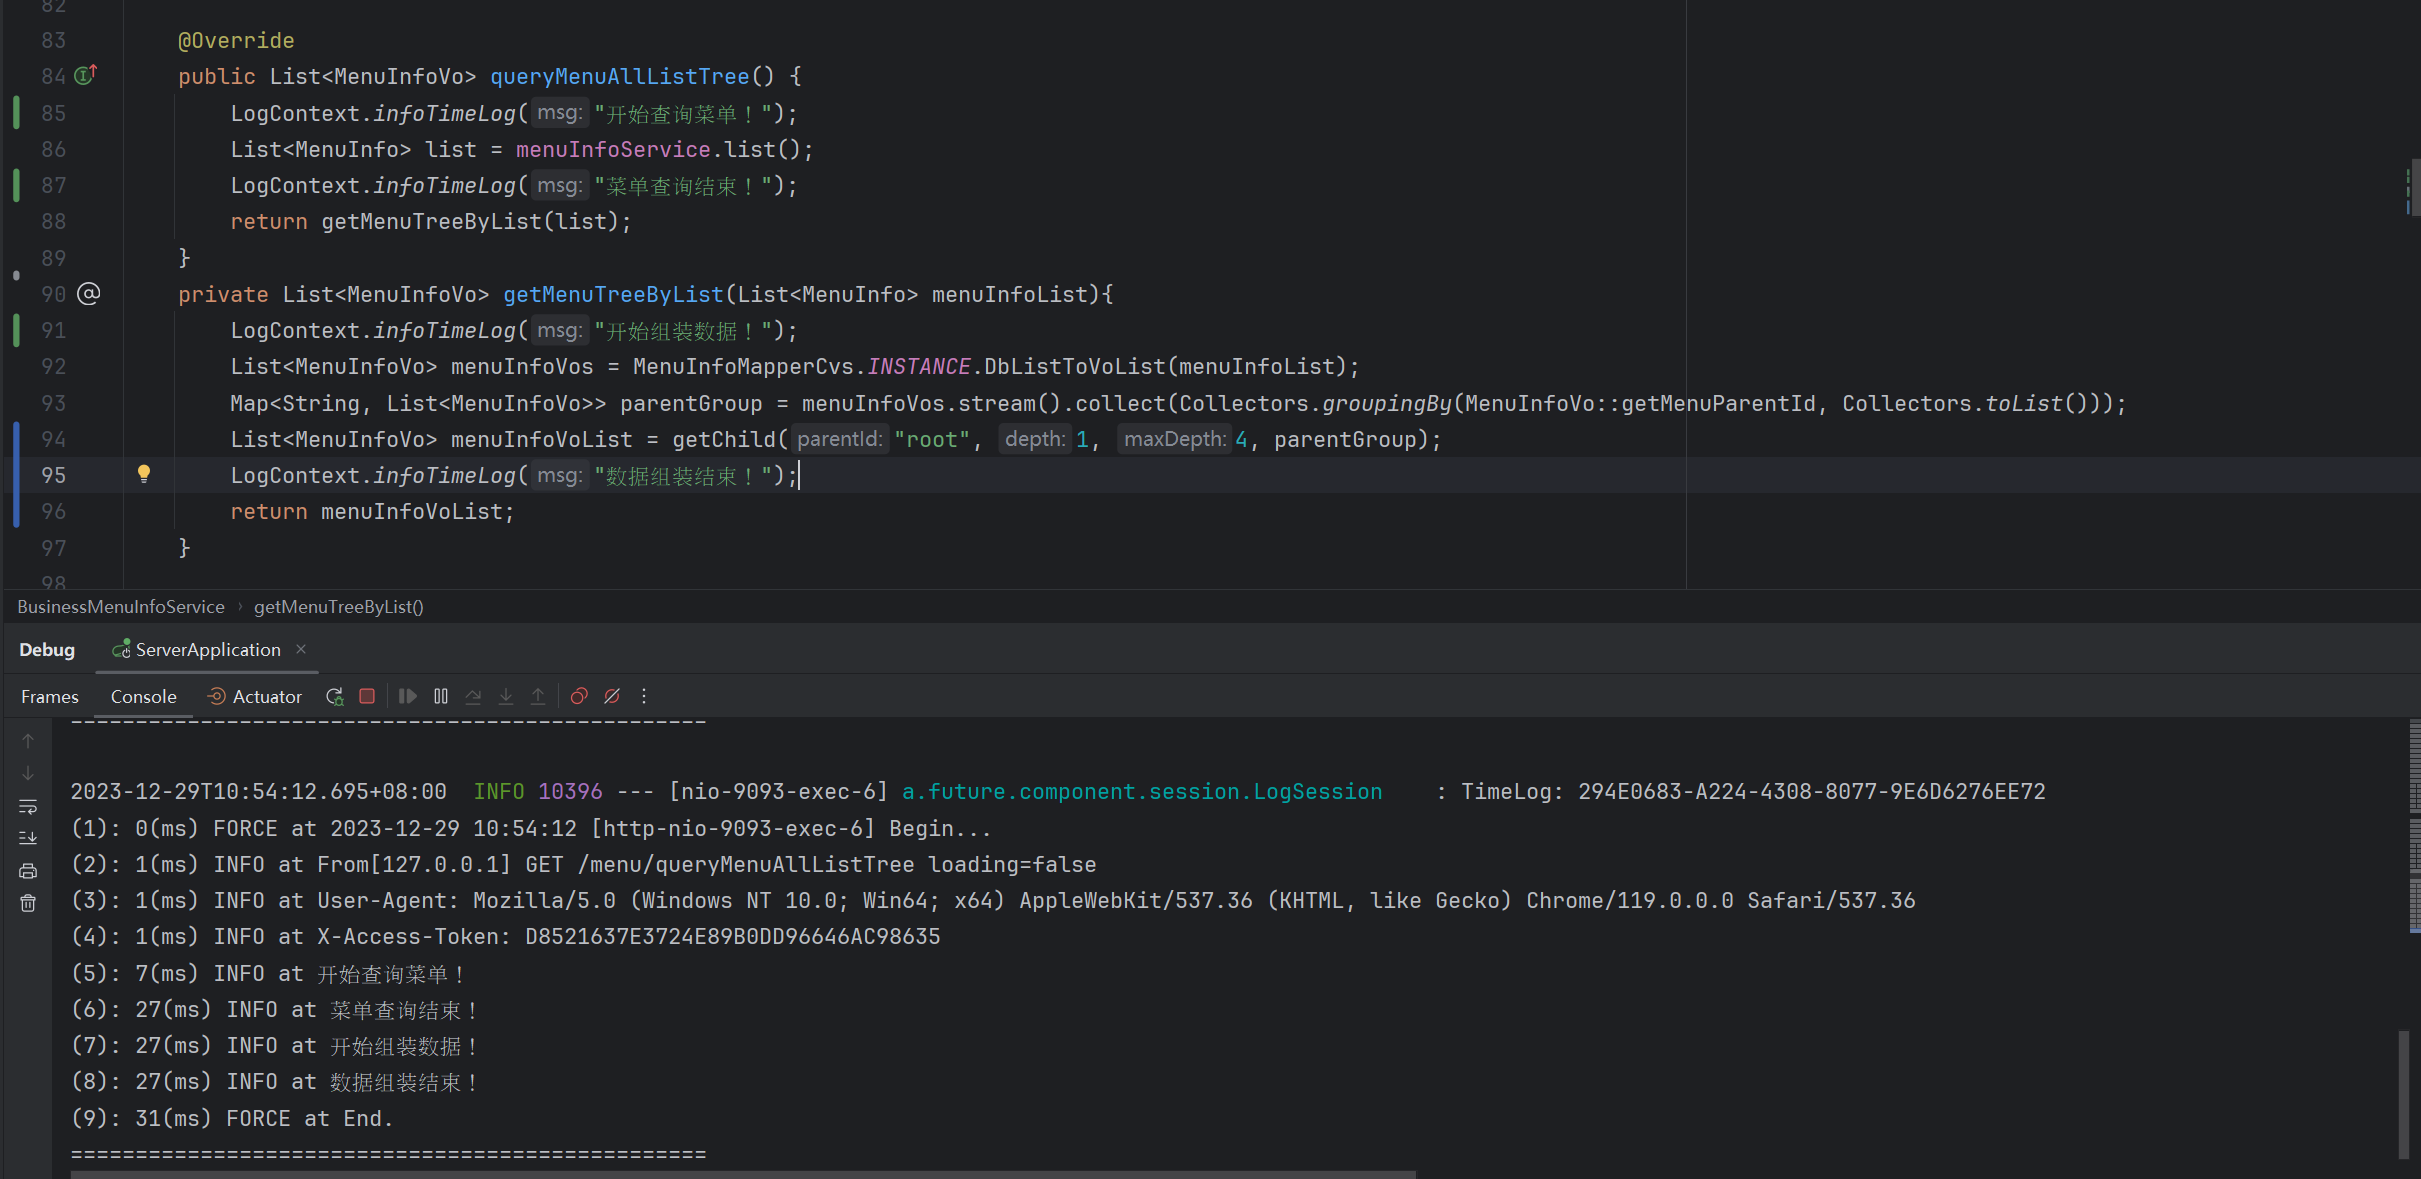 82
83 @Override
84 public List<MenuInfoVo> queryMenuAllListTree() {
85 LogContext.infoTimeLog( msg: "开始查询菜单！");
86 List<MenuInfo> list = menuInfoService.list();
87 LogContext.infoTimeLog( msg: "菜单查询结束！");
88 return getMenuTreeByList(list);
89 }
90 private List<MenuInfoVo> getMenuTreeByList(List<MenuInfo> menuInfoList){
91 LogContext.infoTimeLog( msg: "开始组装数据！");
92 List<MenuInfoVo> menuInfoVos = MenuInfoMapperCvs.INSTANCE.DbListToVoList(menuInfoList);
93 Map<String, List<MenuInfoVo>> parentGroup = menuInfoVos.stream().collect(Collectors.groupingBy(MenuInfoVo::getMenuParentId, Collectors.toList()));
94 List<MenuInfoVo> menuInfoVoList = getChild( parentId: "root", depth: 1, maxDepth: 4, parentGroup);
95 LogContext.infoTimeLog( msg: "数据组装结束！");
96 return menuInfoVoList;
97 }
98
BusinessMenuInfoService › getMenuTreeByList()
Debug ServerApplication ×
Frames Console Actuator
=================================================
2023-12-29T10:54:12.695+08:00 INFO 10396 --- [nio-9093-exec-6] a.future.component.session.LogSession : TimeLog: 294E0683-A224-4308-8077-9E6D6276EE72
(1): 0(ms) FORCE at 2023-12-29 10:54:12 [http-nio-9093-exec-6] Begin...
(2): 1(ms) INFO at From[127.0.0.1] GET /menu/queryMenuAllListTree loading=false
(3): 1(ms) INFO at User-Agent: Mozilla/5.0 (Windows NT 10.0; Win64; x64) AppleWebKit/537.36 (KHTML, like Gecko) Chrome/119.0.0.0 Safari/537.36
(4): 1(ms) INFO at X-Access-Token: D8521637E3724E89B0DD96646AC98635
(5): 7(ms) INFO at 开始查询菜单！
(6): 27(ms) INFO at 菜单查询结束！
(7): 27(ms) INFO at 开始组装数据！
(8): 27(ms) INFO at 数据组装结束！
(9): 31(ms) FORCE at End.
=================================================